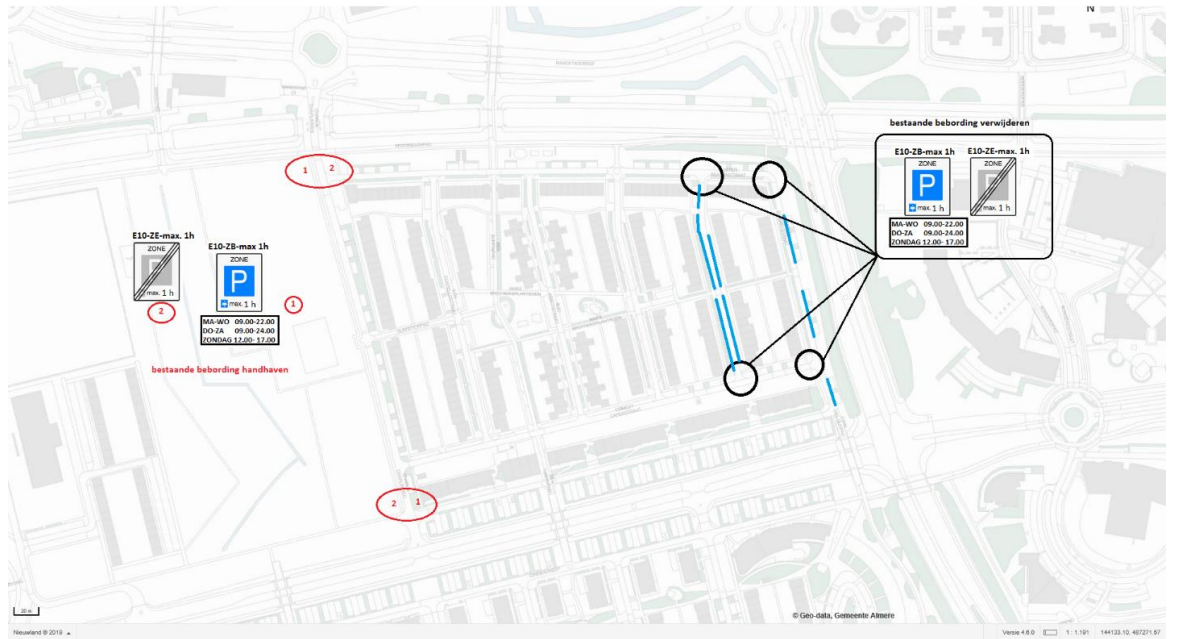 N
bestaande bebording verwijderen
E10-ZB-max 1h
E10-ZE-max. 1h
ZONE
P
max. 1 h
ZONE
P
max. 1 h
MA-WO 09.00-22.00
DO-ZA 09.00-24.00
ZONDAG 12.00- 17.00
1
2
E10-ZE-max. 1h
ZONE
P
max. 1 h
2
E10-ZB-max 1h
ZONE
P
max. 1 h
1
MA-WO 09.00-22.00
DO-ZA 09.00-24.00
ZONDAG 12.00- 17.00
bestaande bebording handhaven
2
1
20 m
© Geo-data, Gemeente Almere
Nieuwland © 2019
Versie 4.8.0
1 : 1.191
144133.10, 487271.67